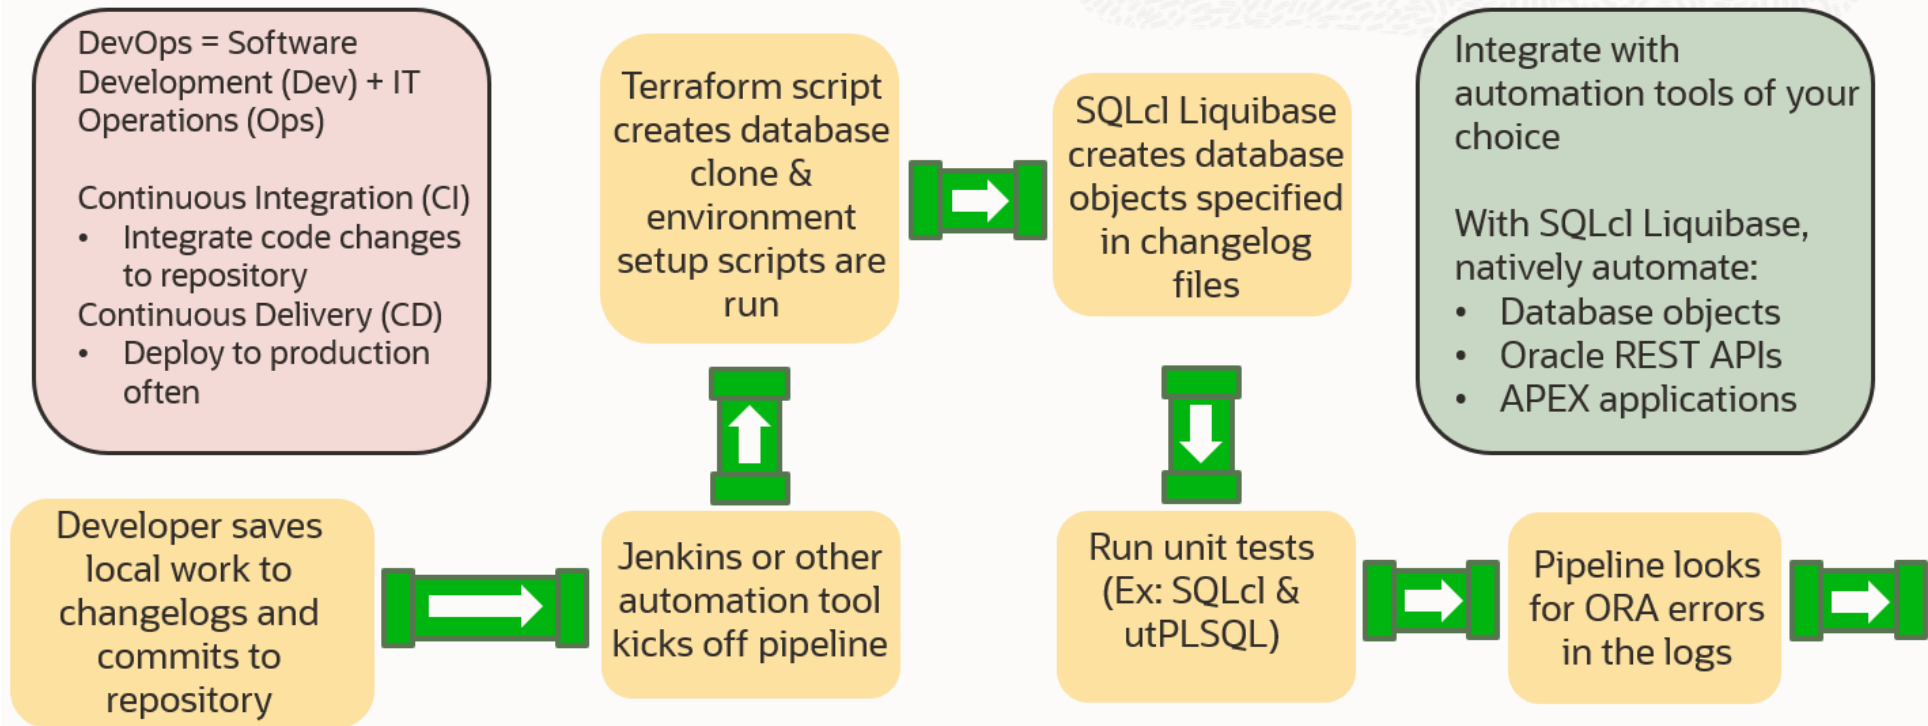 DevOps = Software
Development (Dev) + IT
Operations (Ops)
Continuous Integration (CI)
• Integrate code changes
to repository
Continuous Delivery (CD)
• Deploy to production
often
Developer saves
local work to
changelogs and
commits to
repository
Jenkins or other
automation tool
kicks off pipeline
Terraform script
creates database
clone &
environment
setup scripts are
run
SQLcl Liquibase
creates database
objects specified
in changelog
files
Run unit tests
(Ex: SQLcl &
utPLSQL)
Pipeline looks
for ORA errors
in the logs
Integrate with
automation tools of your
choice
With SQLcl Liquibase,
natively automate:
• Database objects
• Oracle REST APIs
• APEX applications